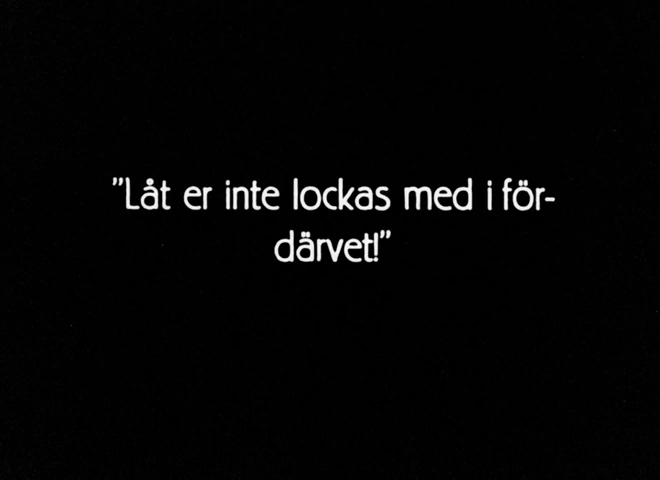 ”Låt er inte lockas med i för-
därvet!”